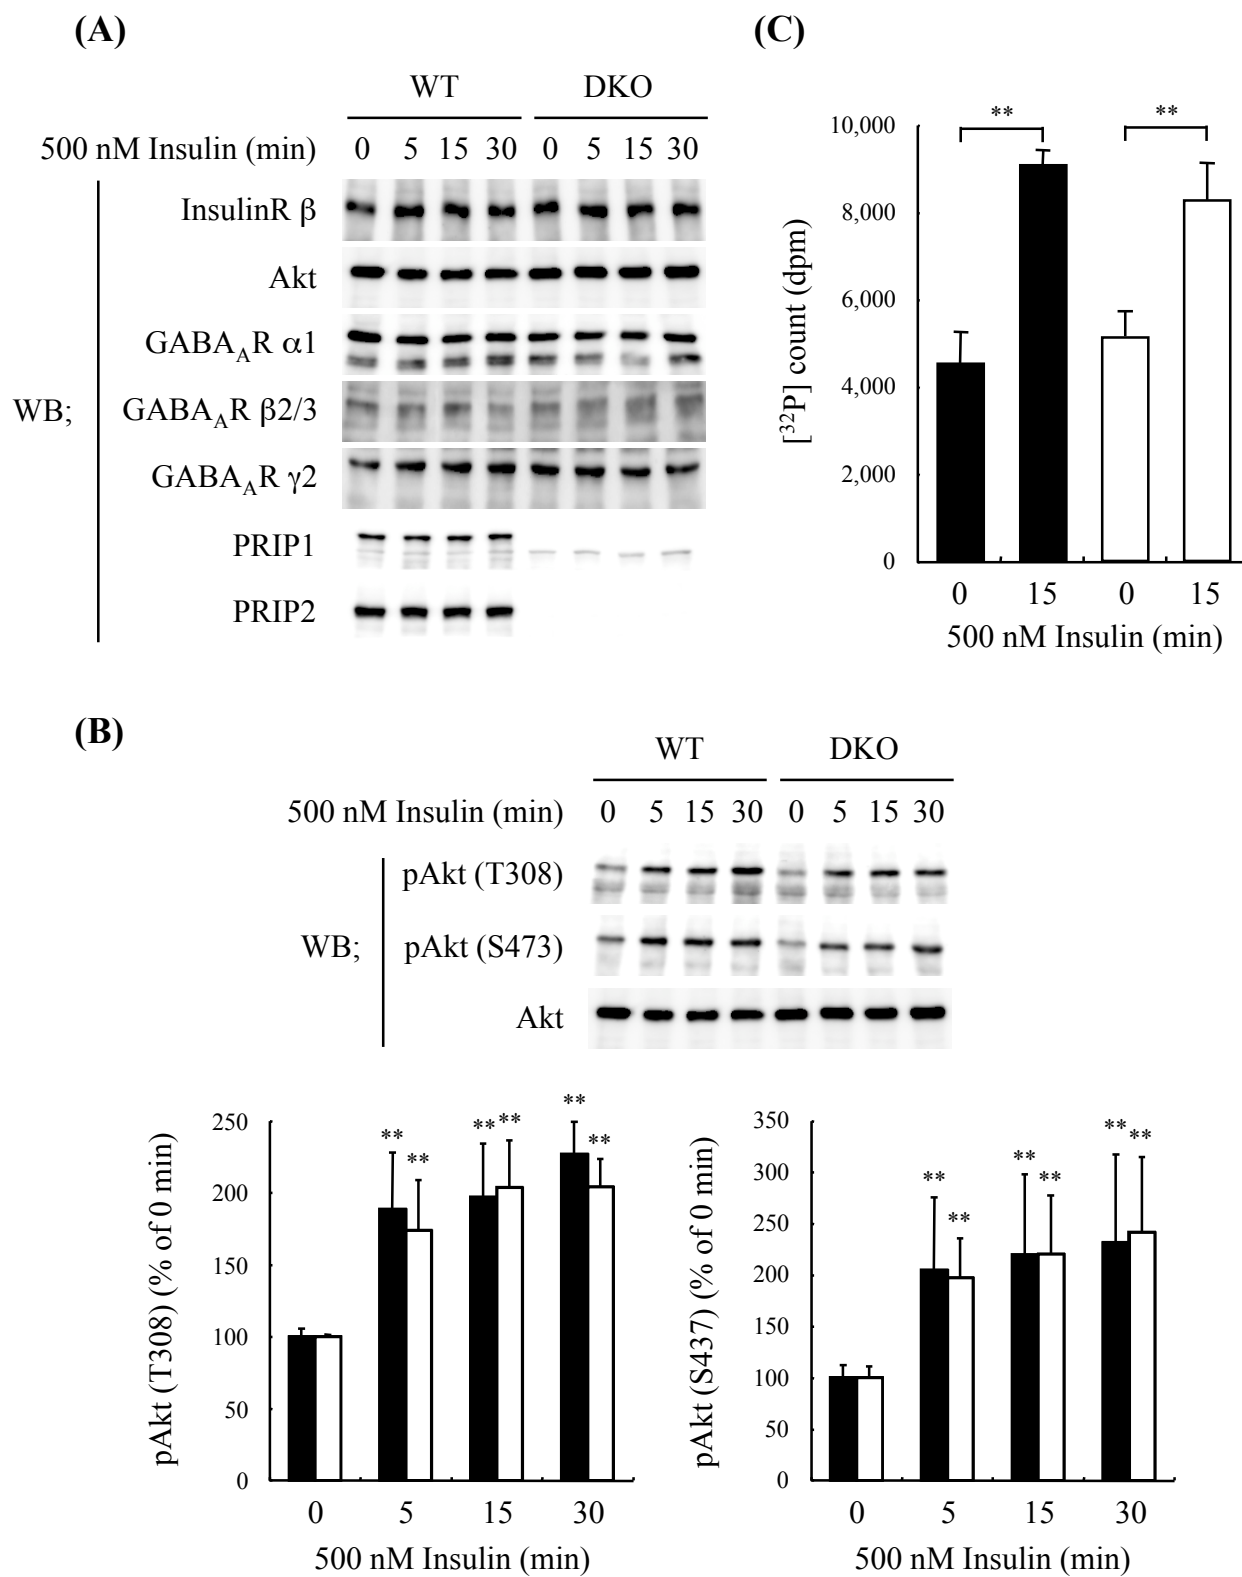 (A)
WT DKO
500 nM Insulin (min) 0 5 15 30 0 5 15 30
InsulinR β
Akt
GABA_AR α1
WB; GABA_AR β2/3
GABA_AR γ2
PRIP1
PRIP2
(C)
** **
10,000
8,000
6,000
4,000
2,000
0
[³²P] count (dpm)
0 15 0 15
500 nM Insulin (min)
(B)
WT DKO
500 nM Insulin (min) 0 5 15 30 0 5 15 30
pAkt (T308)
WB; pAkt (S473)
Akt
pAkt (T308) (% of 0 min)
250
200
150
100
50
0
** ** ** ** ** **
0 5 15 30
500 nM Insulin (min)
pAkt (S437) (% of 0 min)
350
300
250
200
150
100
50
0
** ** ** ** ** **
0 5 15 30
500 nM Insulin (min)